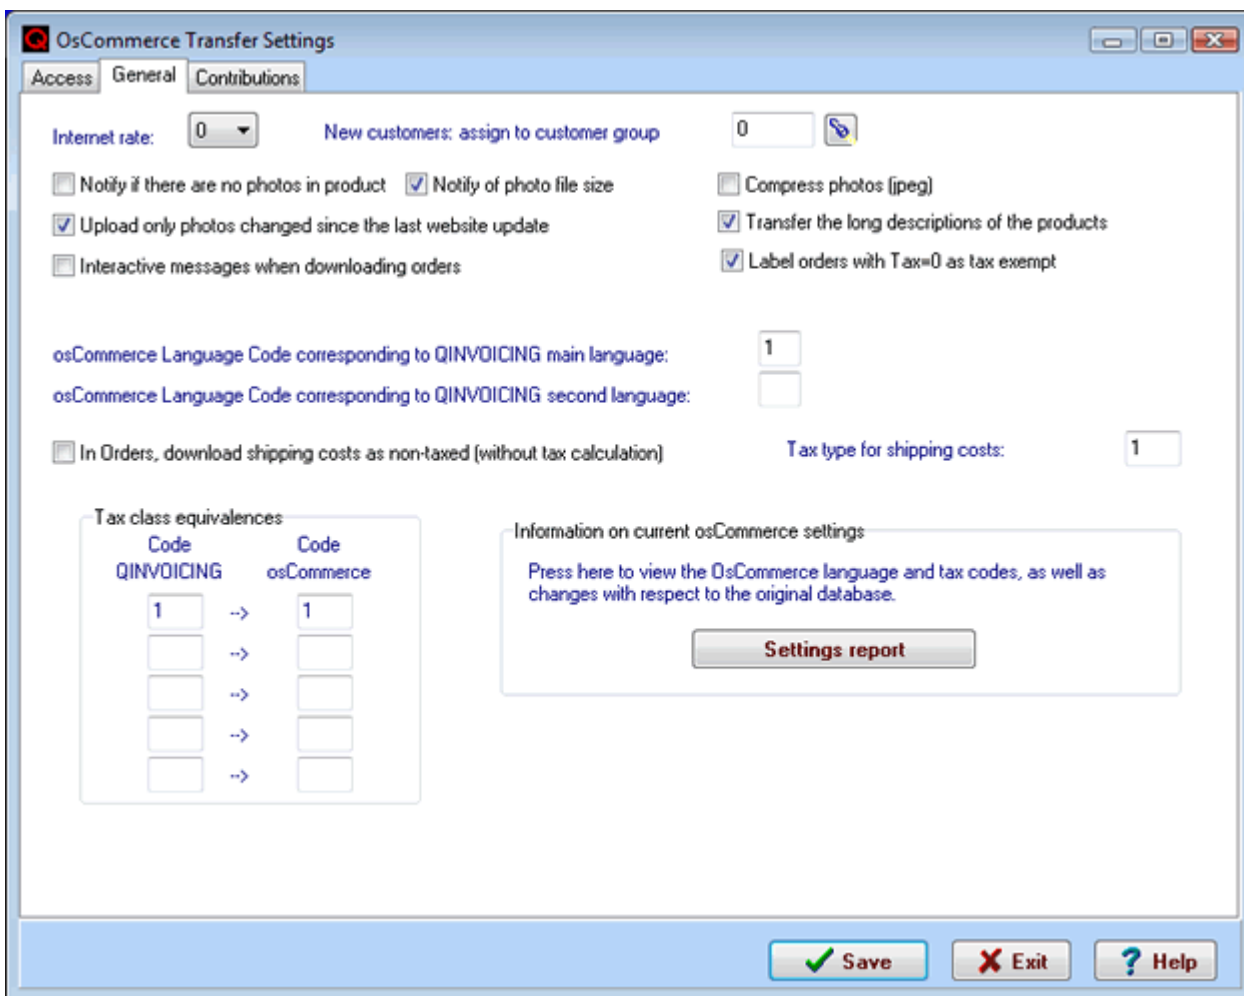 OsCommerce Transfer Settings
Access General Contributions
Internet rate: 0 New customers: assign to customer group 0
Notify if there are no photos in product Notify of photo file size Compress photos (jpeg)
Upload only photos changed since the last website update Transfer the long descriptions of the products
Interactive messages when downloading orders Label orders with Tax=0 as tax exempt
osCommerce Language Code corresponding to QINVOICING main language: 1
osCommerce Language Code corresponding to QINVOICING second language:
In Orders, download shipping costs as non-taxed (without tax calculation) Tax type for shipping costs: 1
Tax class equivalences
Code Code
QINVOICING osCommerce
1 --> 1
-->
-->
-->
-->
Information on current osCommerce settings
Press here to view the OsCommerce language and tax codes, as well as
changes with respect to the original database.
Settings report
Save Exit ? Help